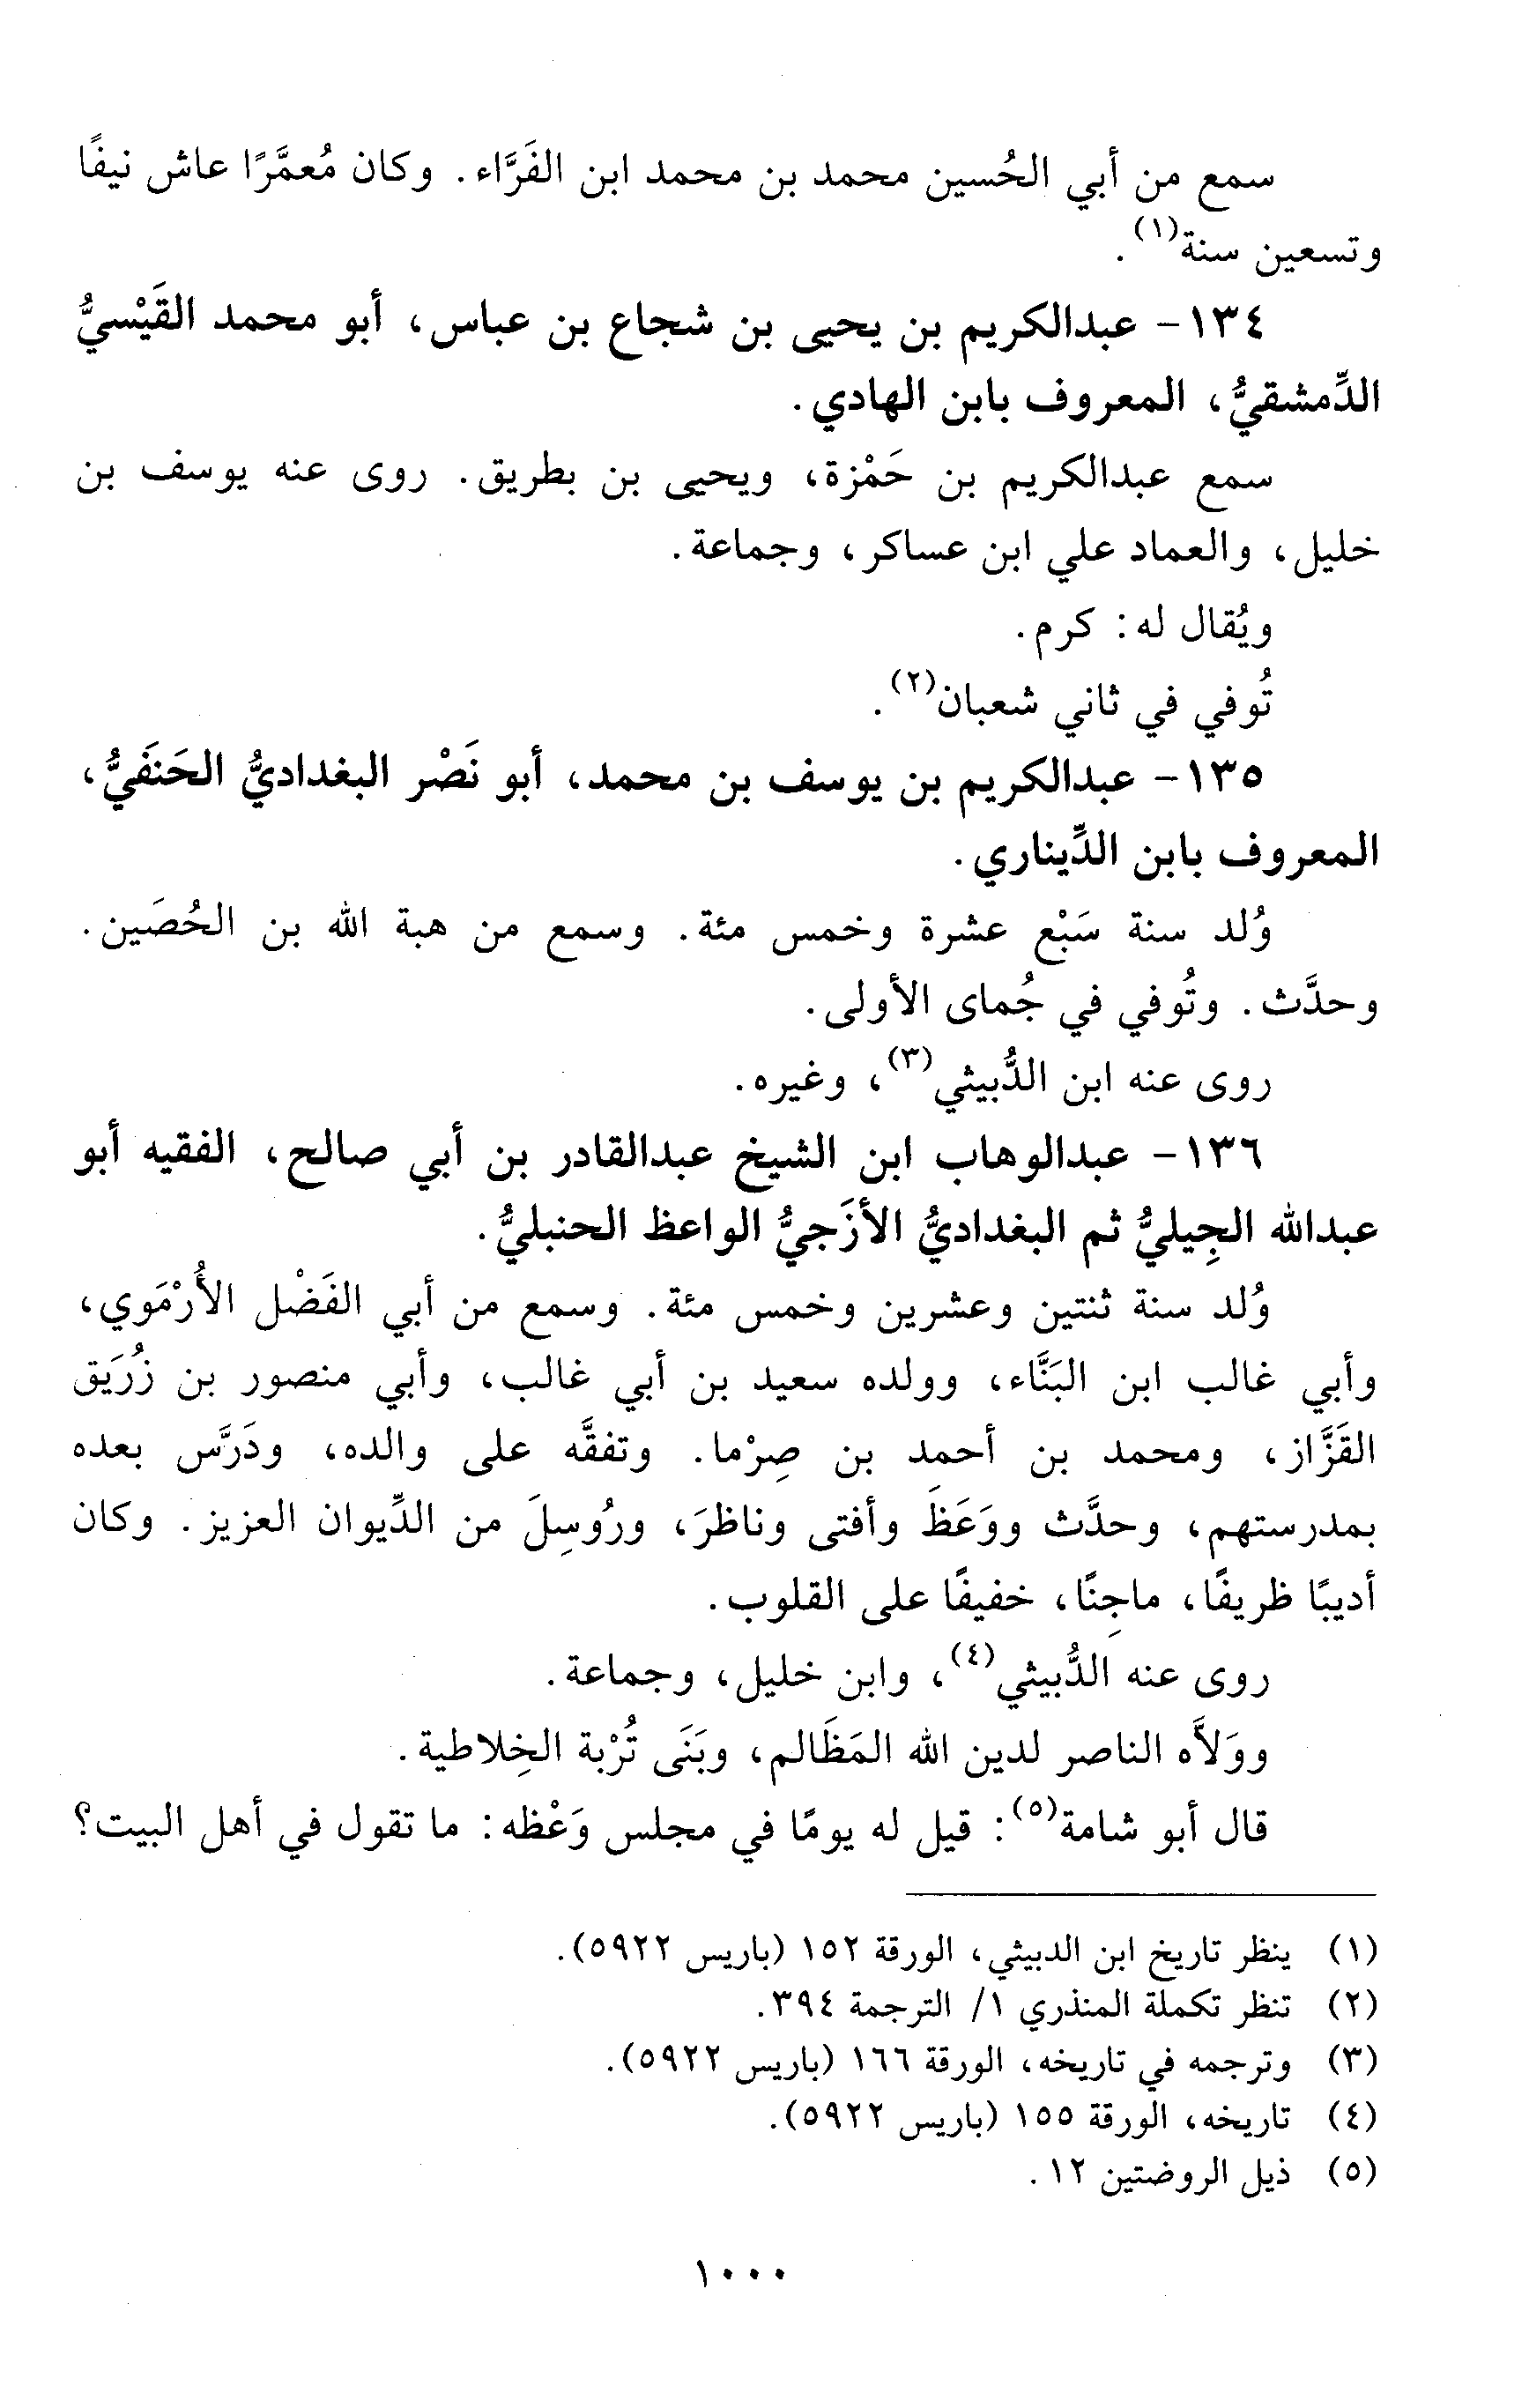 سمع من أبي الحُسين محمد بن محمد ابن الفَرَّاء. وكان مُعمَّرًا عاش نيفًا
وتسعين سنة(١).
١٣٤- عبدالكريم بن يحيى بن شجاع بن عباس، أبو محمد القَيْسيُّ
الدِّمشقيُّ، المعروف بابن الهادي.
سمع عبدالكريم بن حَمْزة، ويحيى بن بطريق. روى عنه يوسف بن
خليل، والعماد علي ابن عساكر، وجماعة.
ويُقال له: كرم.
تُوفي في ثاني شعبان(٢).
١٣٥- عبدالكريم بن يوسف بن محمد، أبو نَصْر البغداديُّ الحَنَفيُّ،
المعروف بابن الدِّيناري.
وُلد سنة سَبْع عشرة وخمس مئة. وسمع من هبة الله بن الحُصَين.
وحدَّث. وتُوفي في جُماى الأولى.
روى عنه ابن الدُّبيثي(٣)، وغيره.
١٣٦- عبدالوهاب ابن الشيخ عبدالقادر بن أبي صالح، الفقيه أبو
عبدالله الجِيليُّ ثم البغداديُّ الأزَجيُّ الواعظ الحنبليُّ.
وُلد سنة ثنتين وعشرين وخمس مئة. وسمع من أبي الفَضْل الأُرْمَوي،
وأبي غالب ابن البَنَّاء، وولده سعيد بن أبي غالب، وأبي منصور بن زُرَيق
القَزَّاز، ومحمد بن أحمد بن صِرْما. وتفقَّه على والده، ودَرَّس بعده
بمدرستهم، وحدَّث ووَعَظَ وأفتى وناظرَ، ورُوسِلَ من الدِّيوان العزيز. وكان
أديبًا ظريفًا، ماجِنًا، خفيفًا على القلوب.
روى عنه الدُّبيثي(٤)، وابن خليل، وجماعة.
ووَلاَّه الناصر لدين الله المَظَالم، وبَنَى تُرْبة الخِلاطية.
قال أبو شامة(٥): قيل له يومًا في مجلس وَعْظه: ما تقول في أهل البيت؟
(١) ينظر تاريخ ابن الدبيثي، الورقة ١٥٢ (باريس ٥٩٢٢).
(٢) تنظر تكملة المنذري ١/ الترجمة ٣٩٤.
(٣) وترجمه في تاريخه، الورقة ١٦٦ (باريس ٥٩٢٢).
(٤) تاريخه، الورقة ١٥٥ (باريس ٥٩٢٢).
(٥) ذيل الروضتين ١٢.
١٠٠٠